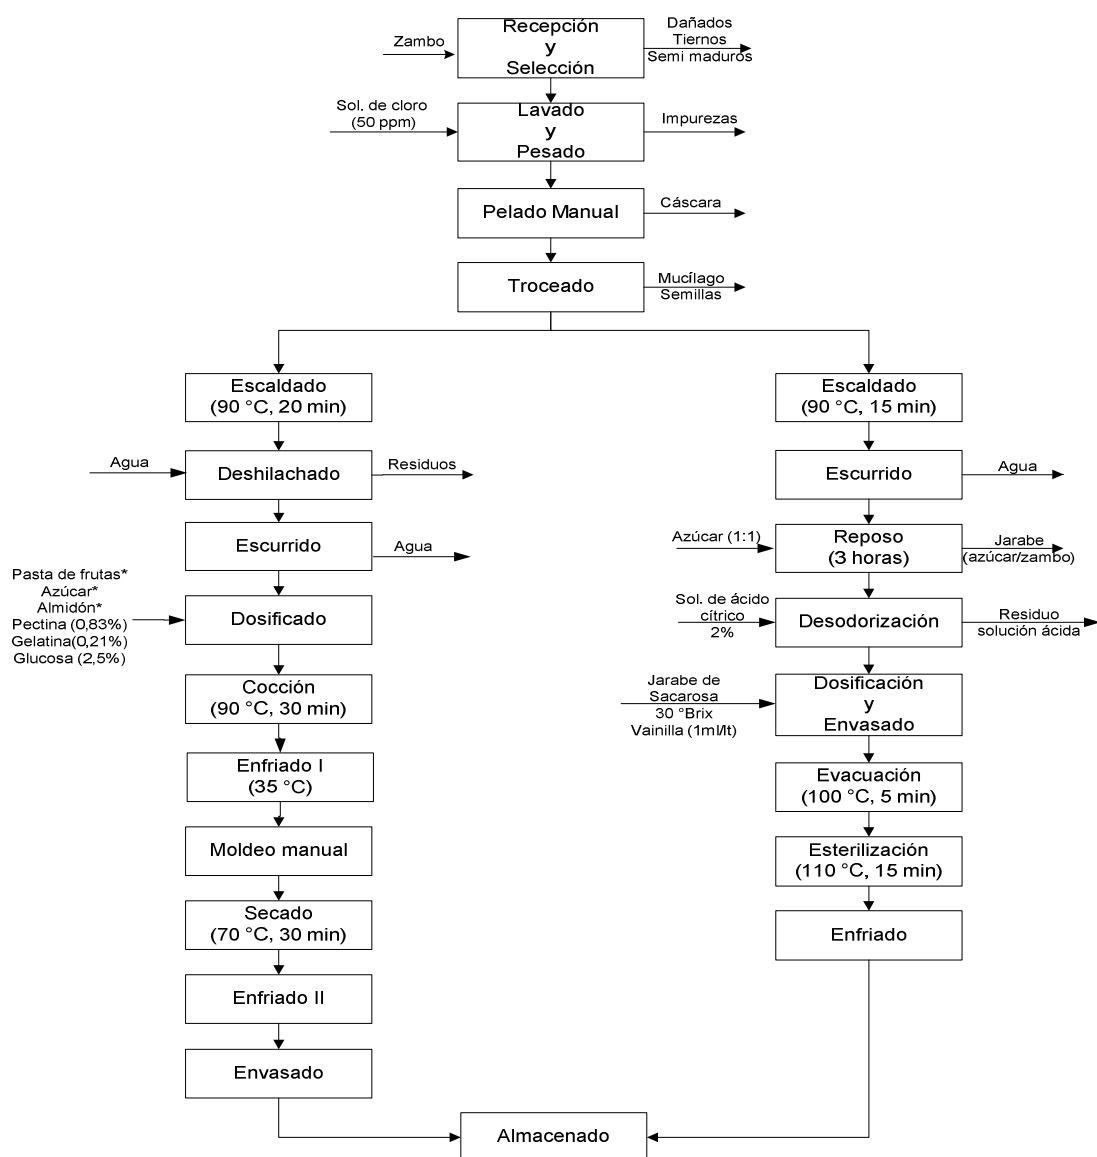 Zambo
Recepción
y
Selección
Dañados
Tiernos
Semi maduros
Sol. de cloro
(50 ppm)
Lavado
y
Pesado
Impurezas
Pelado Manual
Cáscara
Troceado
Mucílago
Semillas
Escaldado
(90 °C, 20 min)
Agua
Deshilachado
Residuos
Escurrido
Agua
Pasta de frutas*
Azúcar*
Almidón*
Pectina (0,83%)
Gelatina(0,21%)
Glucosa (2,5%)
Dosificado
Cocción
(90 °C, 30 min)
Enfriado I
(35 °C)
Moldeo manual
Secado
(70 °C, 30 min)
Enfriado II
Envasado
Escaldado
(90 °C, 15 min)
Escurrido
Agua
Azúcar (1:1)
Reposo
(3 horas)
Jarabe
(azúcar/zambo)
Sol. de ácido
cítrico
2%
Desodorización
Residuo
solución ácida
Jarabe de
Sacarosa
30 °Brix
Vainilla (1ml/lt)
Dosificación
y
Envasado
Evacuación
(100 °C, 5 min)
Esterilización
(110 °C, 15 min)
Enfriado
Almacenado